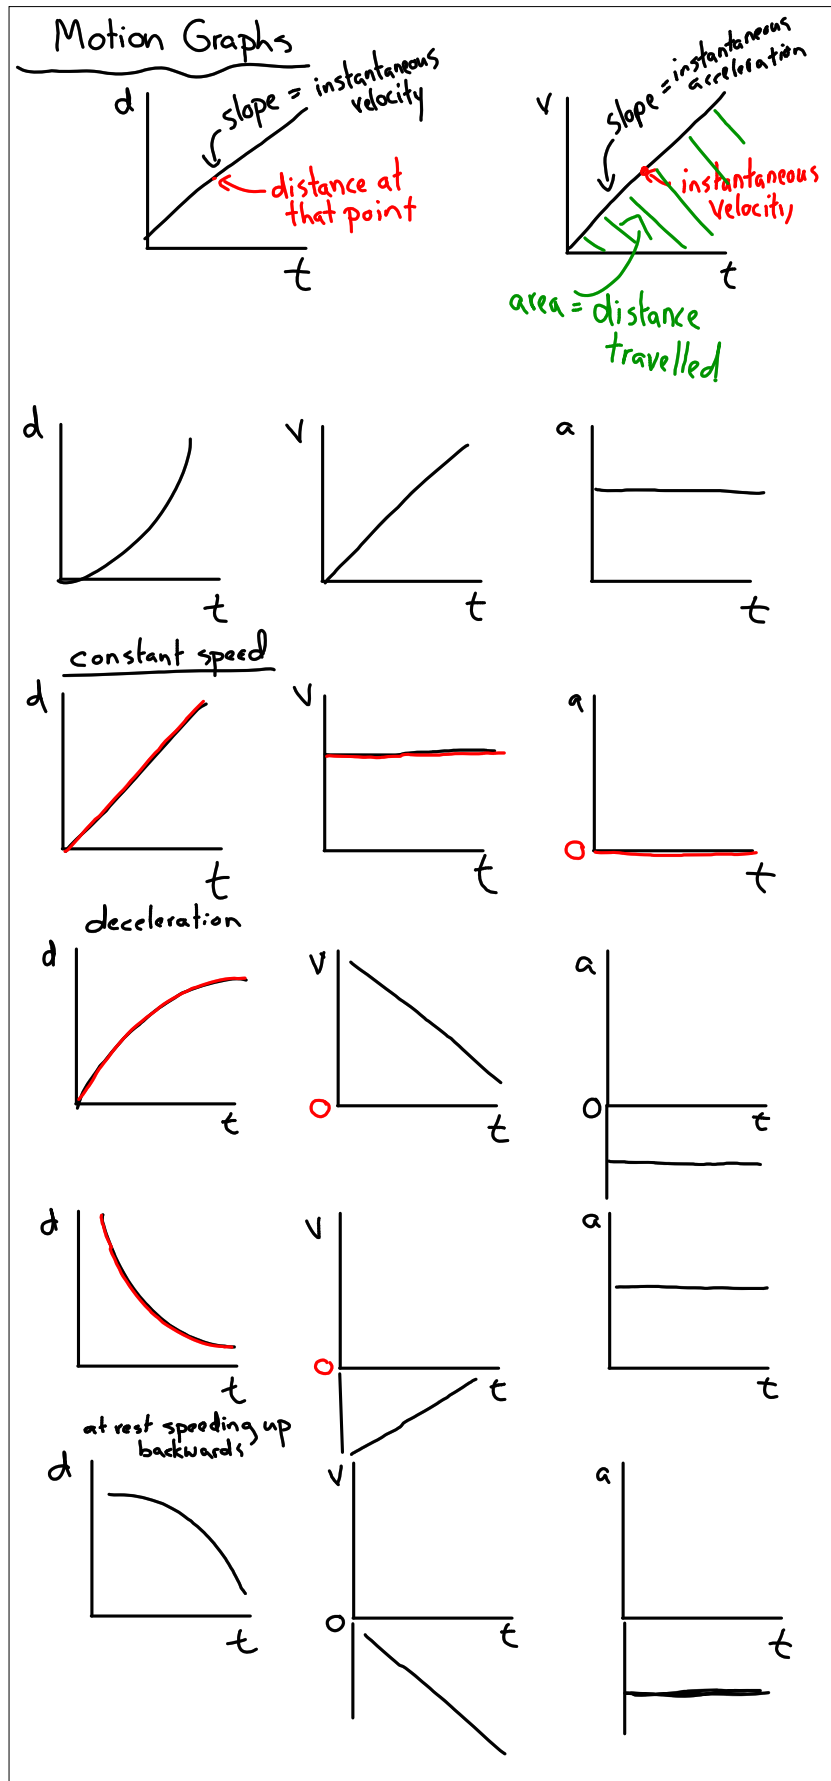 Motion Graphs
d
slope = instantaneous
velocity
distance at
that point
t
v
slope = instantaneous
acceleration
instantaneous
velocity
t
area = distance
travelled
d
t
v
t
a
t
constant speed
d
t
v
t
a
0
t
deceleration
d
t
v
0
t
a
0
t
d
t
v
0
t
a
t
at rest speeding up
backwards
d
t
v
0
t
a
t